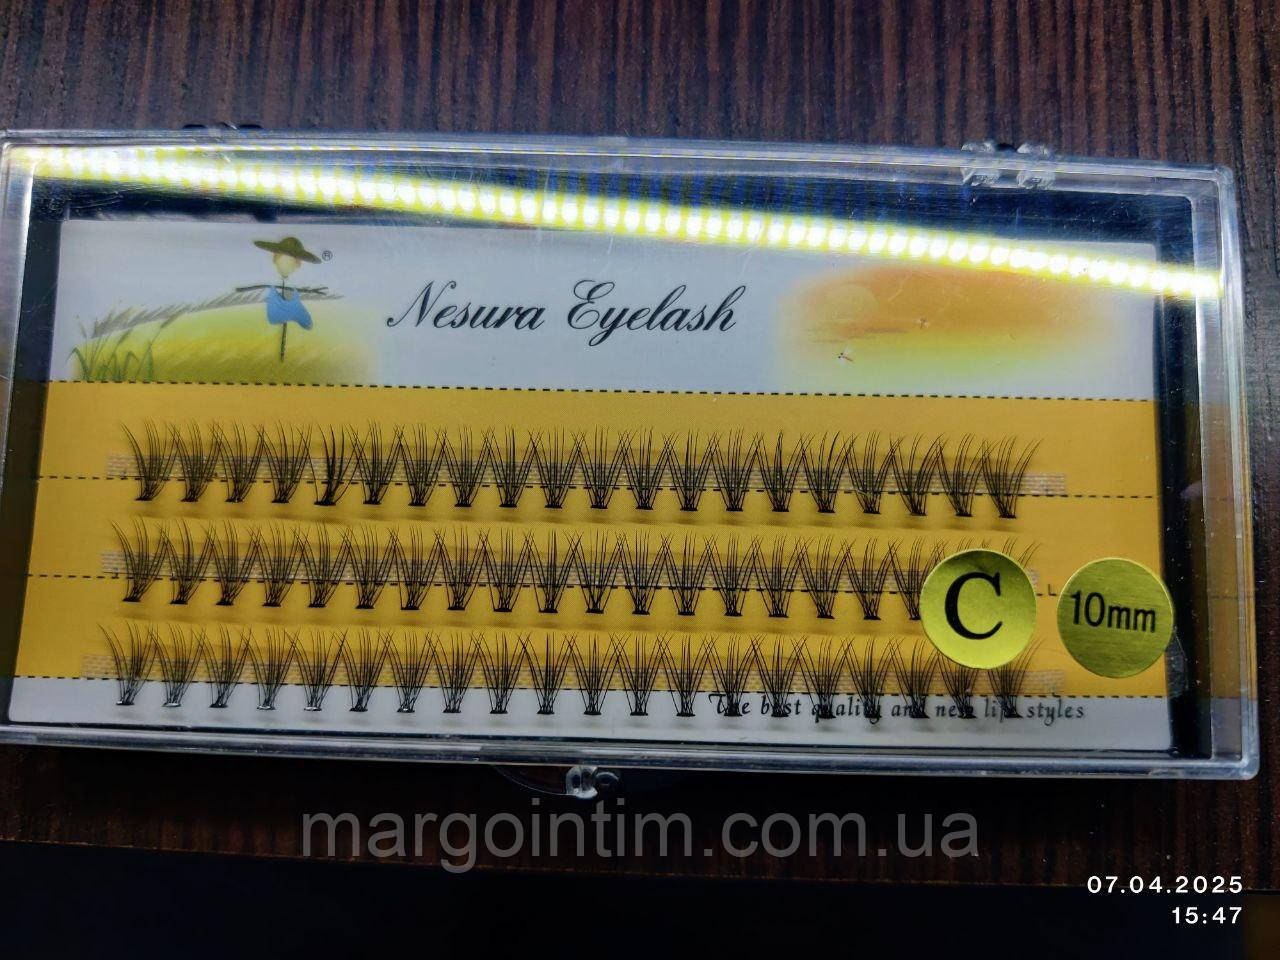 ®
Nesura Eyelash
C
10mm
The best quality and new life styles
margointim.com.ua
07.04.2025
15:47